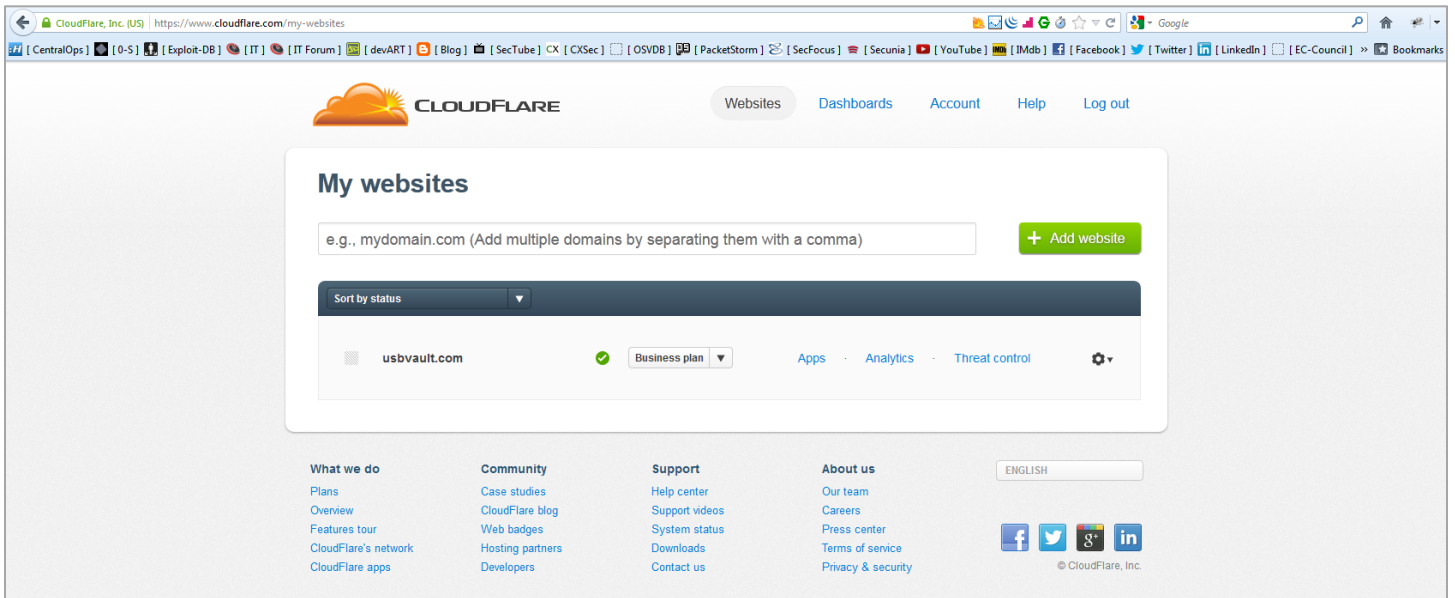 CloudFlare, Inc. (US) https://www.cloudflare.com/my-websites Google
[ CentralOps ] [ 0-S ] [ Exploit-DB ] [ IT ] [ IT Forum ] [ devART ] [ Blog ] [ SecTube ] CX [ CXSec ] [ OSVDB ] [ PacketStorm ] [ SecFocus ] [ Secunia ] [ YouTube ] [ IMdb ] [ Facebook ] [ Twitter ] [ LinkedIn ] [ EC-Council ] » Bookmarks
CLOUDFLARE
Websites Dashboards Account Help Log out
My websites
e.g., mydomain.com (Add multiple domains by separating them with a comma)
+ Add website
Sort by status
usbvault.com Business plan Apps · Analytics · Threat control
What we do
Plans
Overview
Features tour
CloudFlare's network
CloudFlare apps
Community
Case studies
CloudFlare blog
Web badges
Hosting partners
Developers
Support
Help center
Support videos
System status
Downloads
Contact us
About us
Our team
Careers
Press center
Terms of service
Privacy & security
ENGLISH
© CloudFlare, Inc.